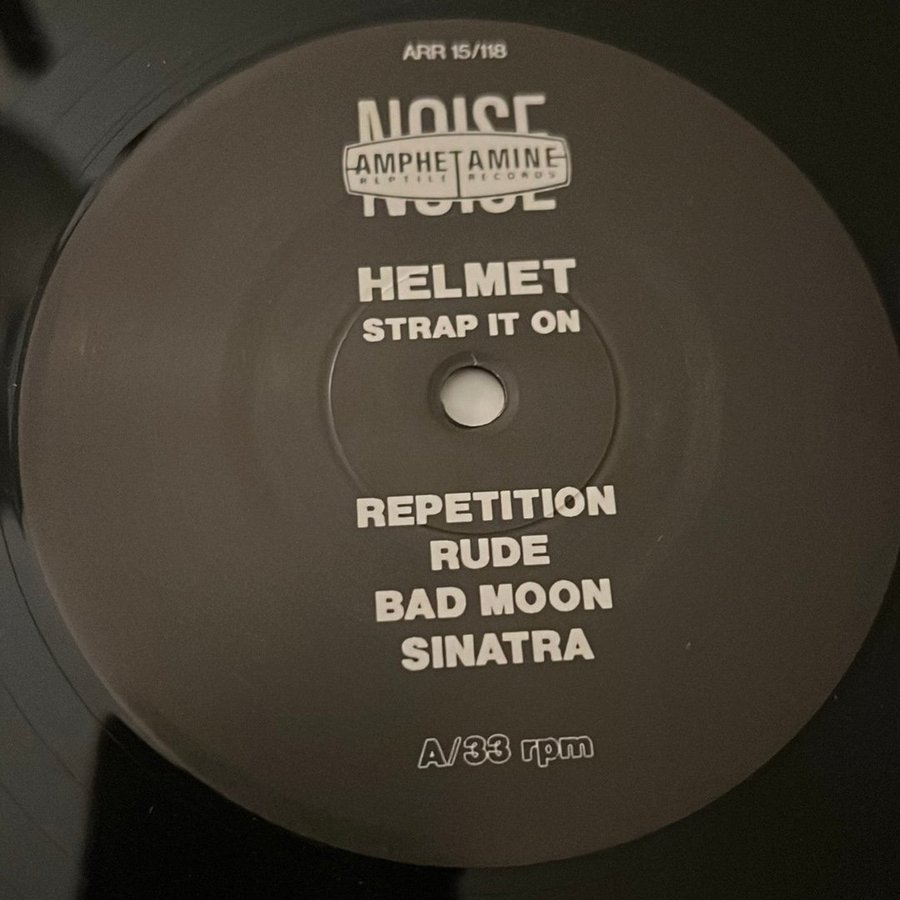 ARR 15/118
NOISE
AMPHETAMINE
REPTILE RECORDS
NOISE
HELMET
STRAP IT ON
REPETITION
RUDE
BAD MOON
SINATRA
A/33 rpm